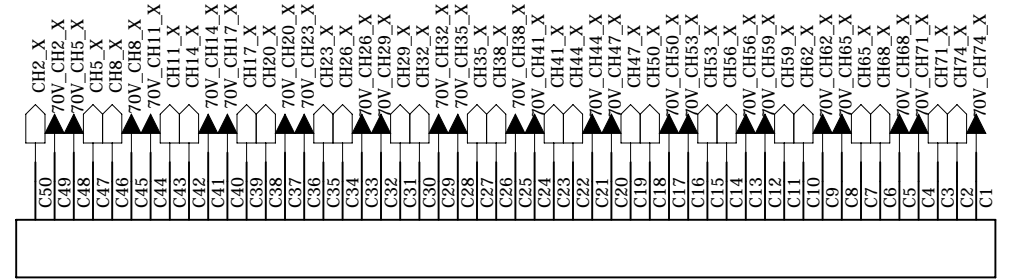 CH2_X
70V_CH2_X
70V_CH5_X
CH5_X
CH8_X
70V_CH8_X
70V_CH11_X
CH11_X
CH14_X
70V_CH14_X
70V_CH17_X
CH17_X
CH20_X
70V_CH20_X
70V_CH23_X
CH23_X
CH26_X
70V_CH26_X
70V_CH29_X
CH29_X
CH32_X
70V_CH32_X
70V_CH35_X
CH35_X
CH38_X
70V_CH38_X
70V_CH41_X
CH41_X
CH44_X
70V_CH44_X
70V_CH47_X
CH47_X
CH50_X
70V_CH50_X
70V_CH53_X
CH53_X
CH56_X
70V_CH56_X
70V_CH59_X
CH59_X
CH62_X
70V_CH62_X
70V_CH65_X
CH65_X
CH68_X
70V_CH68_X
70V_CH71_X
CH71_X
CH74_X
70V_CH74_X
C50
C49
C48
C47
C46
C45
C44
C43
C42
C41
C40
C39
C38
C37
C36
C35
C34
C33
C32
C31
C30
C29
C28
C27
C26
C25
C24
C23
C22
C21
C20
C19
C18
C17
C16
C15
C14
C13
C12
C11
C10
C9
C8
C7
C6
C5
C4
C3
C2
C1